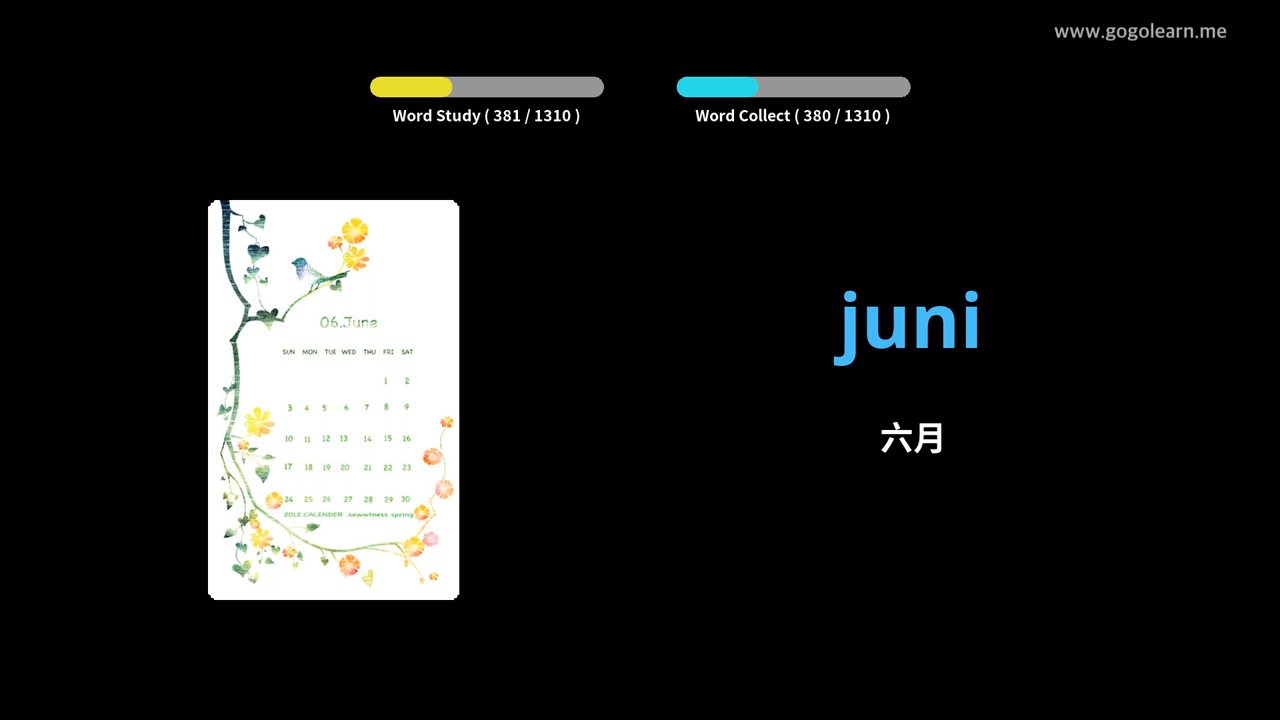 www.gogolearn.me
Word Study ( 381 / 1310 )
Word Collect ( 380 / 1310 )
06.June
SUN MON TUE WED THU FRI SAT
1 2
3 4 5 6 7 8 9
10 11 12 13 14 15 16
17 18 19 20 21 22 23
24 25 26 27 28 29 30
2012.CALENDER .sewwtness spring
juni
六月